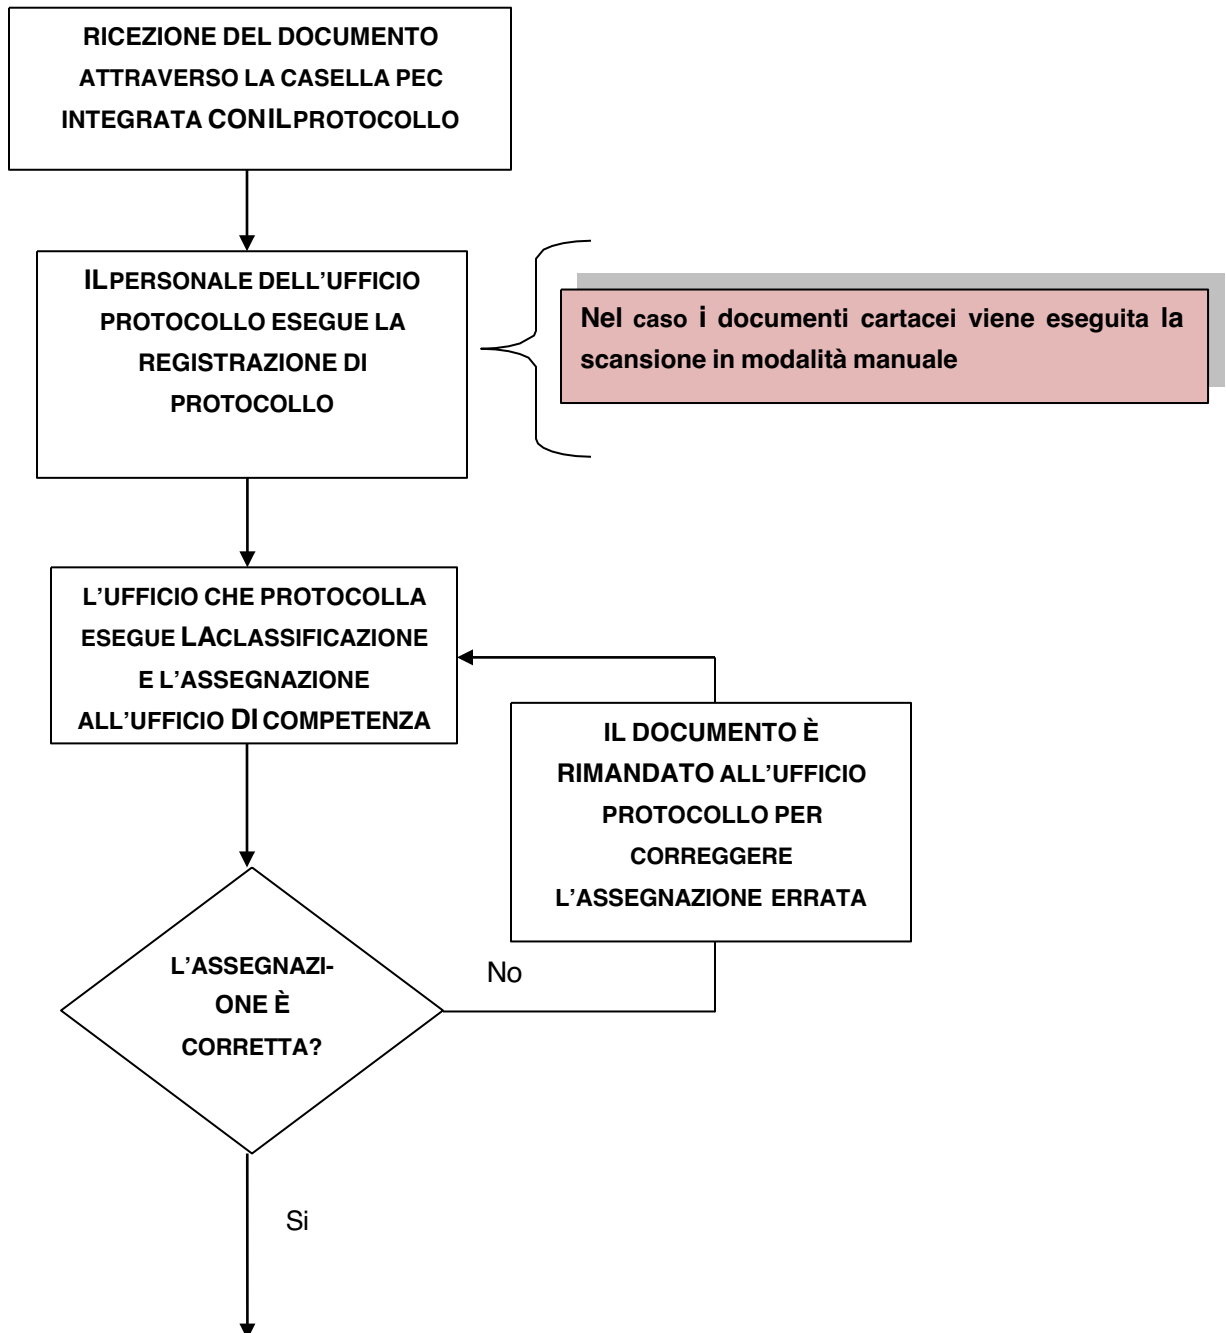 RICEZIONE DEL DOCUMENTO
ATTRAVERSO LA CASELLA PEC
INTEGRATA CONILPROTOCOLLO
ILPERSONALE DELL’UFFICIO
PROTOCOLLO ESEGUE LA
REGISTRAZIONE DI
PROTOCOLLO
Nel caso i documenti cartacei viene eseguita la
scansione in modalità manuale
L’UFFICIO CHE PROTOCOLLA
ESEGUE LACLASSIFICAZIONE
E L’ASSEGNAZIONE
ALL’UFFICIO DI COMPETENZA
IL DOCUMENTO È
RIMANDATO ALL’UFFICIO
PROTOCOLLO PER
CORREGGERE
L’ASSEGNAZIONE ERRATA
L’ASSEGNAZI-
ONE È
CORRETTA?
No
Si